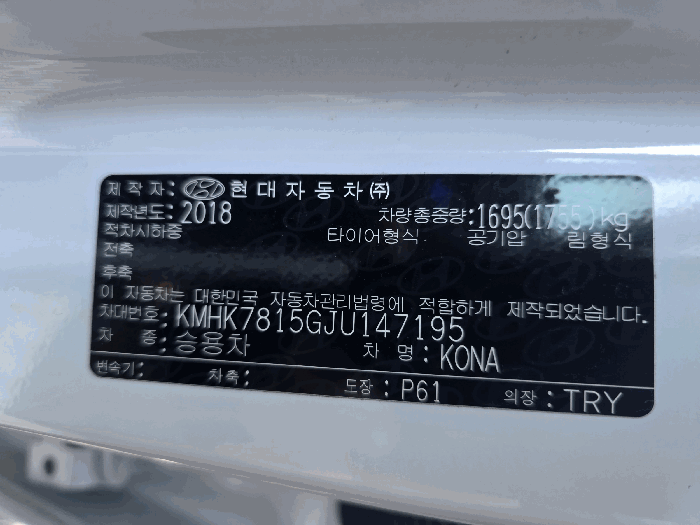 제 작 자 : 현 대 자 동 차 ㈜
제작년도 : 2018 차량총중량 : 1695(1755)kg
적차시하중 타이어형식 공기압 림형식
전축
후축
이 자동차는 대한민국 자동차관리법령에 적합하게 제작되었습니다.
차대번호 : KMHK7815GJU147195
차 종 : 승용차 차 명 : KONA
변속기 : 차축 : 도장 : P61 의장 : TRY